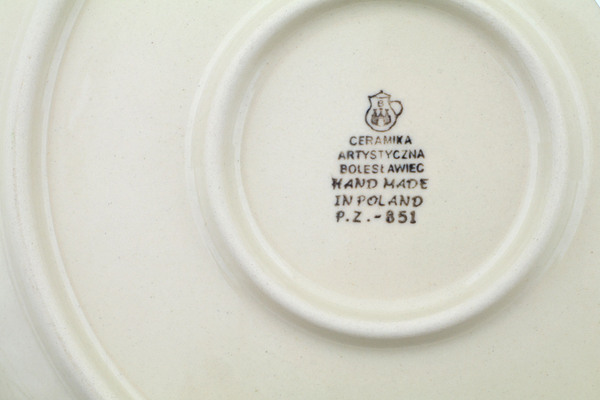 B
CERAMIKA
ARTYSTYCZNA
BOLESŁAWIEC
HAND MADE
IN POLAND
P.Z.-851